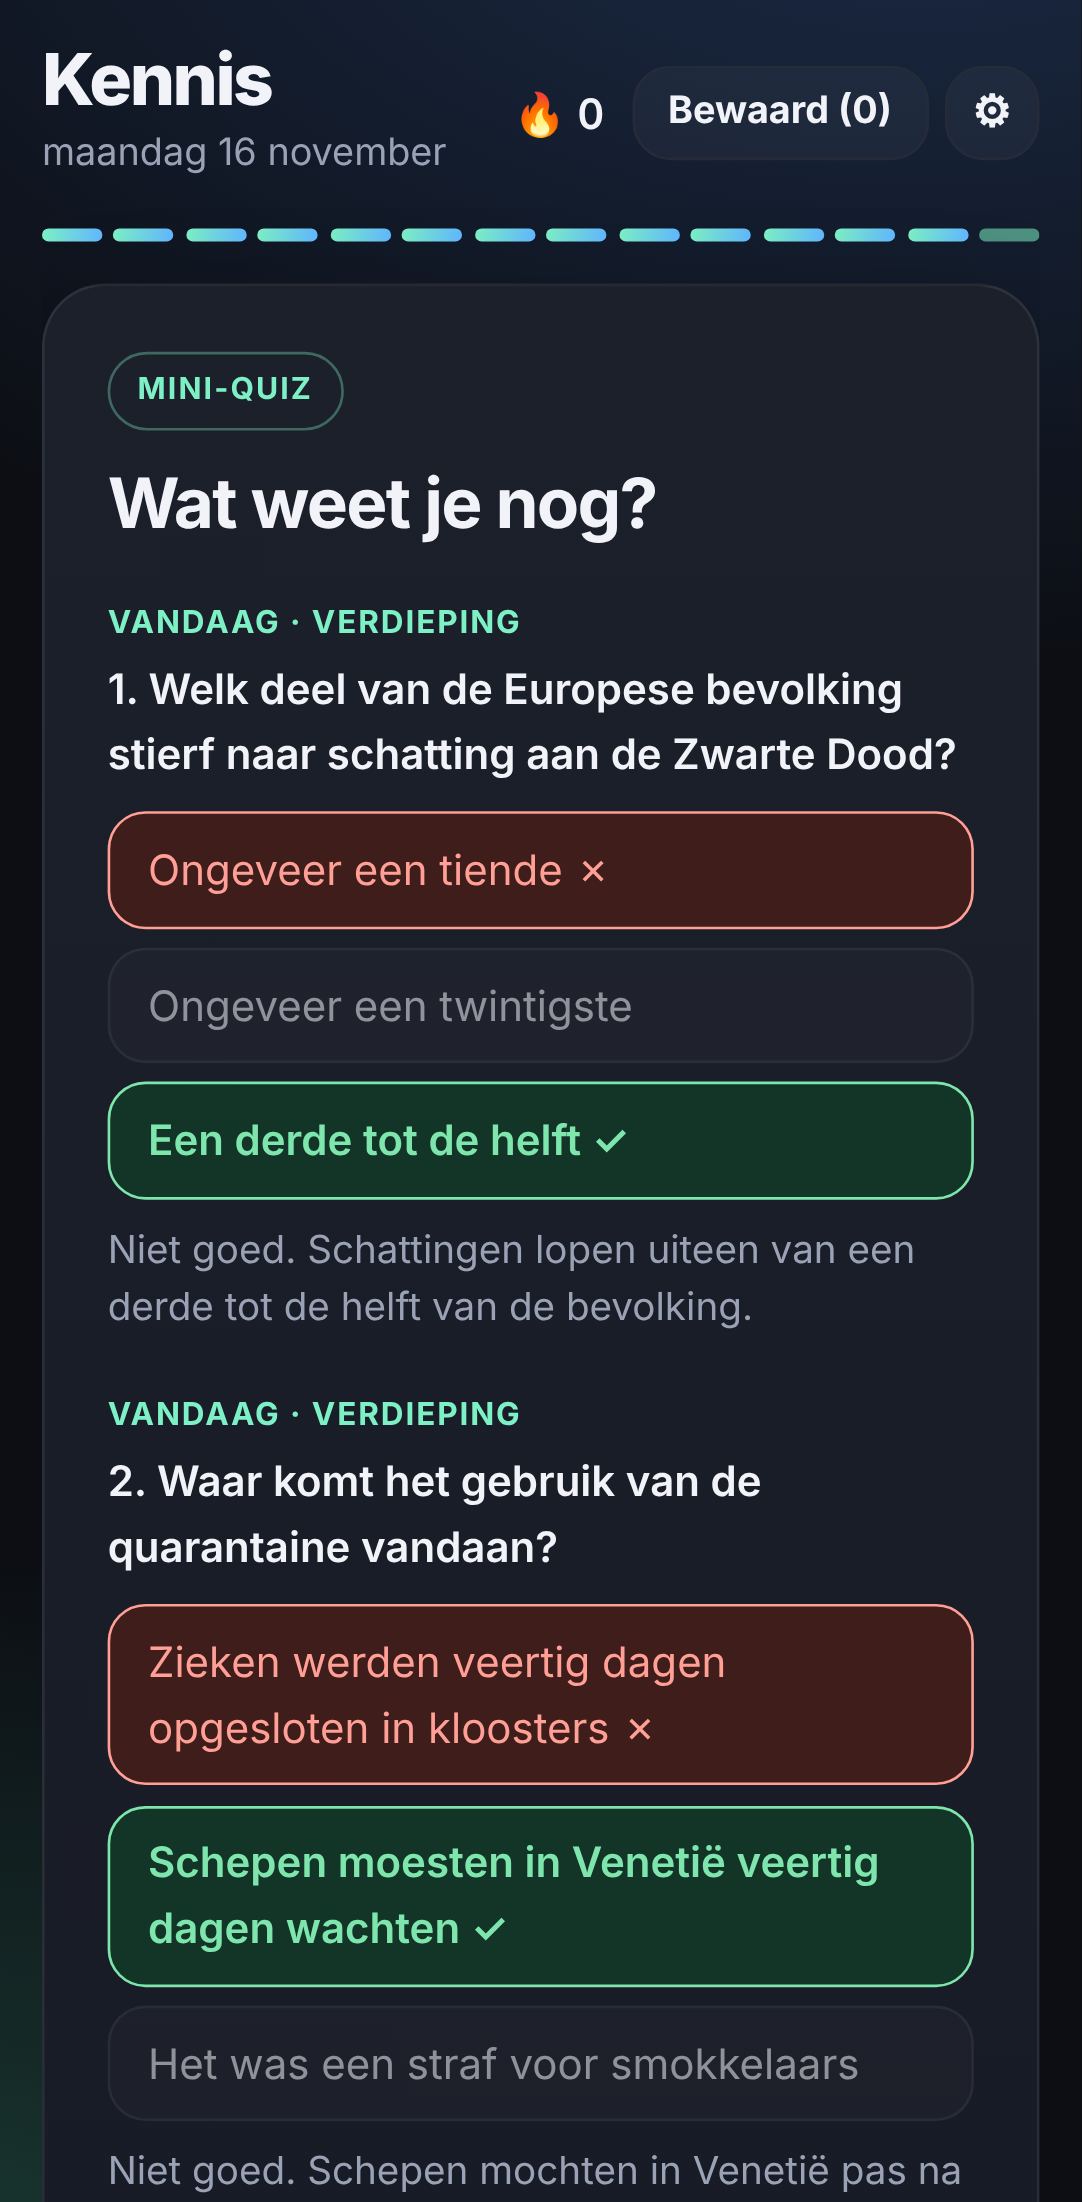 Kennis
maandag 16 november
🔥 0
Bewaard (0)
⚙
MINI-QUIZ
Wat weet je nog?
VANDAAG · VERDIEPING
1. Welk deel van de Europese bevolking
stierf naar schatting aan de Zwarte Dood?
Ongeveer een tiende ×
Ongeveer een twintigste
Een derde tot de helft ✓
Niet goed. Schattingen lopen uiteen van een
derde tot de helft van de bevolking.
VANDAAG · VERDIEPING
2. Waar komt het gebruik van de
quarantaine vandaan?
Zieken werden veertig dagen
opgesloten in kloosters ×
Schepen moesten in Venetië veertig
dagen wachten ✓
Het was een straf voor smokkelaars
Niet goed. Schepen mochten in Venetië pas na